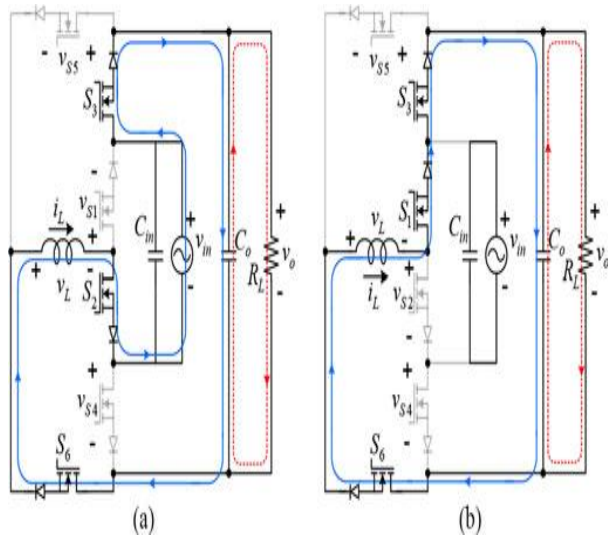 - v_S5 +
S_3
v_S1
i_L
v_L
C_in
v_in
C_o
R_L
v_o
S_2
v_S4
S_6
(a)
- v_S5 +
S_3
S_1
v_L
i_L
C_in
v_in
C_o
R_L
v_o
v_S2
v_S4
S_6
(b)